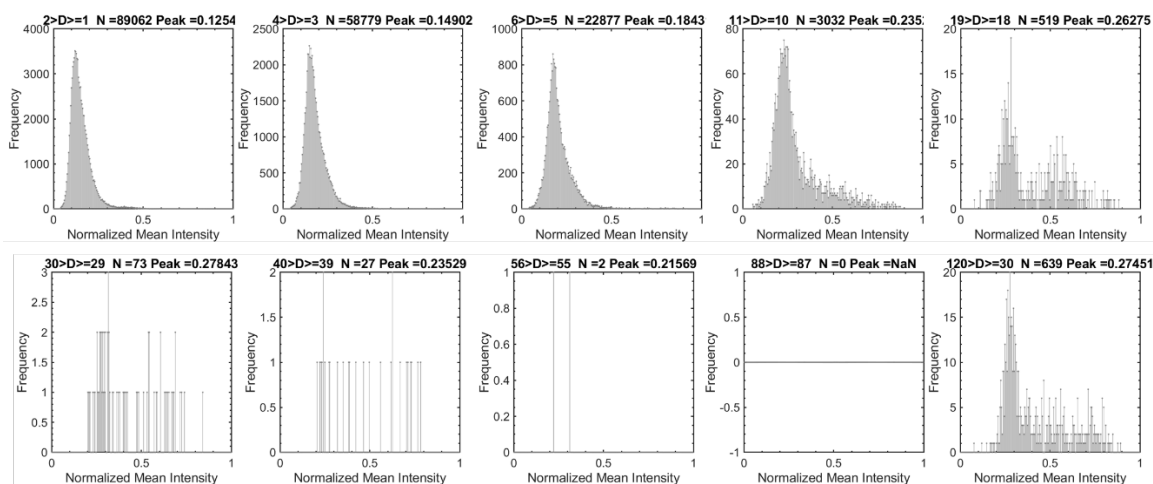 2>D>=1 N =89062 Peak =0.1254
4000
3500
3000
2500
2000
1500
1000
500
0
Frequency
0
0.5
1
Normalized Mean Intensity
4>D>=3 N =58779 Peak =0.14902
2500
2000
1500
1000
500
0
Frequency
0
0.5
1
Normalized Mean Intensity
6>D>=5 N =22877 Peak =0.1843
1000
800
600
400
200
0
Frequency
0
0.5
1
Normalized Mean Intensity
11>D>=10 N =3032 Peak =0.235
80
60
40
20
0
Frequency
0
0.5
1
Normalized Mean Intensity
19>D>=18 N =519 Peak =0.26275
20
15
10
5
0
Frequency
0
0.5
1
Normalized Mean Intensity
30>D>=29 N =73 Peak =0.27843
3
2.5
2
1.5
1
0.5
0
Frequency
0
0.5
1
Normalized Mean Intensity
40>D>=39 N =27 Peak =0.23529
2
1.5
1
0.5
0
Frequency
0
0.5
1
Normalized Mean Intensity
56>D>=55 N =2 Peak =0.21569
1
0.8
0.6
0.4
0.2
0
Frequency
0
0.5
1
Normalized Mean Intensity
88>D>=87 N =0 Peak =NaN
1
0.5
0
-0.5
-1
Frequency
0
0.5
1
Normalized Mean Intensity
120>D>=30 N =639 Peak =0.27451
20
15
10
5
0
Frequency
0
0.5
1
Normalized Mean Intensity